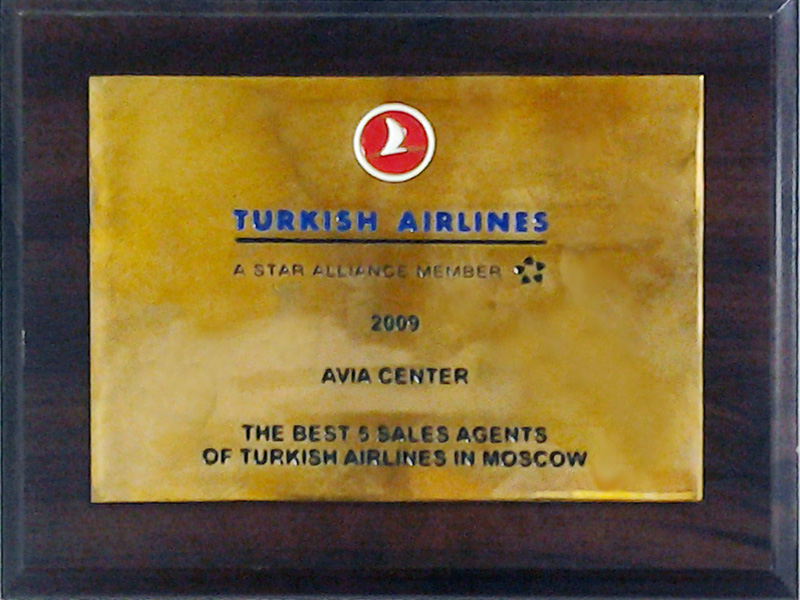 TURKISH AIRLINES
A STAR ALLIANCE MEMBER
2009
AVIA CENTER
THE BEST 5 SALES AGENTS
OF TURKISH AIRLINES IN MOSCOW